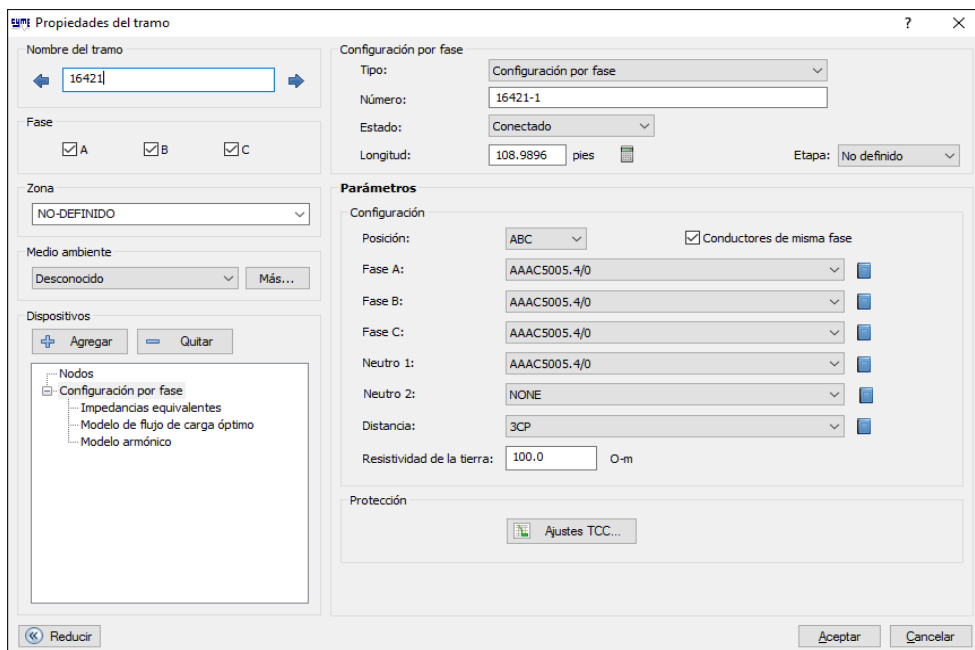 CYME Propiedades del tramo ? ×
Nombre del tramo
16421
Fase
A B C
Zona
NO-DEFINIDO
Medio ambiente
Desconocido Más...
Dispositivos
Agregar Quitar
Nodos
Configuración por fase
Impedancias equivalentes
Modelo de flujo de carga óptimo
Modelo armónico
Reducir
Configuración por fase
Tipo: Configuración por fase
Número: 16421-1
Estado: Conectado
Longitud: 108.9896 pies Etapa: No definido
Parámetros
Configuración
Posición: ABC Conductores de misma fase
Fase A: AAAC5005.4/0
Fase B: AAAC5005.4/0
Fase C: AAAC5005.4/0
Neutro 1: AAAC5005.4/0
Neutro 2: NONE
Distancia: 3CP
Resistividad de la tierra: 100.0 O-m
Protección
Ajustes TCC...
Aceptar Cancelar